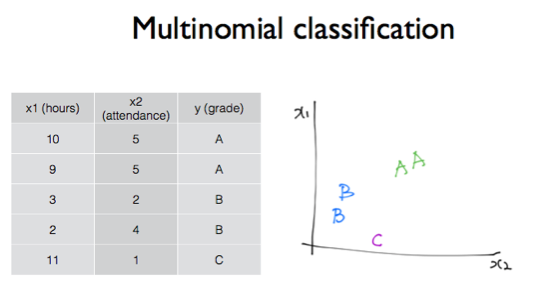 Multinomial classification
x1 (hours) x2 (attendance) y (grade)
10 5 A
9 5 A
3 2 B
2 4 B
11 1 C
x1
A A
B
B
C
x2